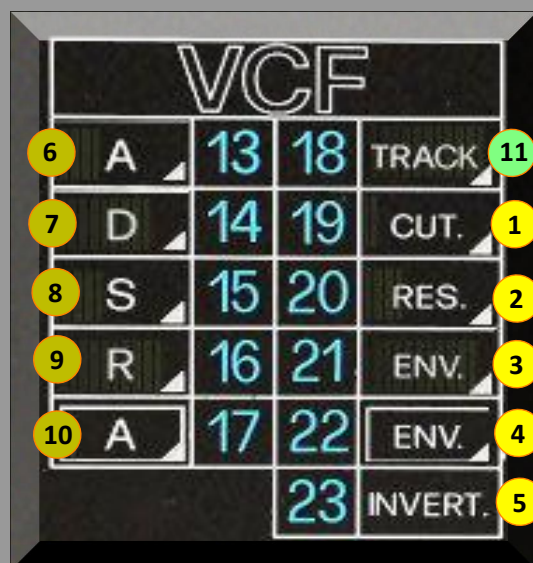 VCF
6 A 13 18 TRACK 11
7 D 14 19 CUT. 1
8 S 15 20 RES. 2
9 R 16 21 ENV. 3
10 A 17 22 ENV. 4
23 INVERT. 5